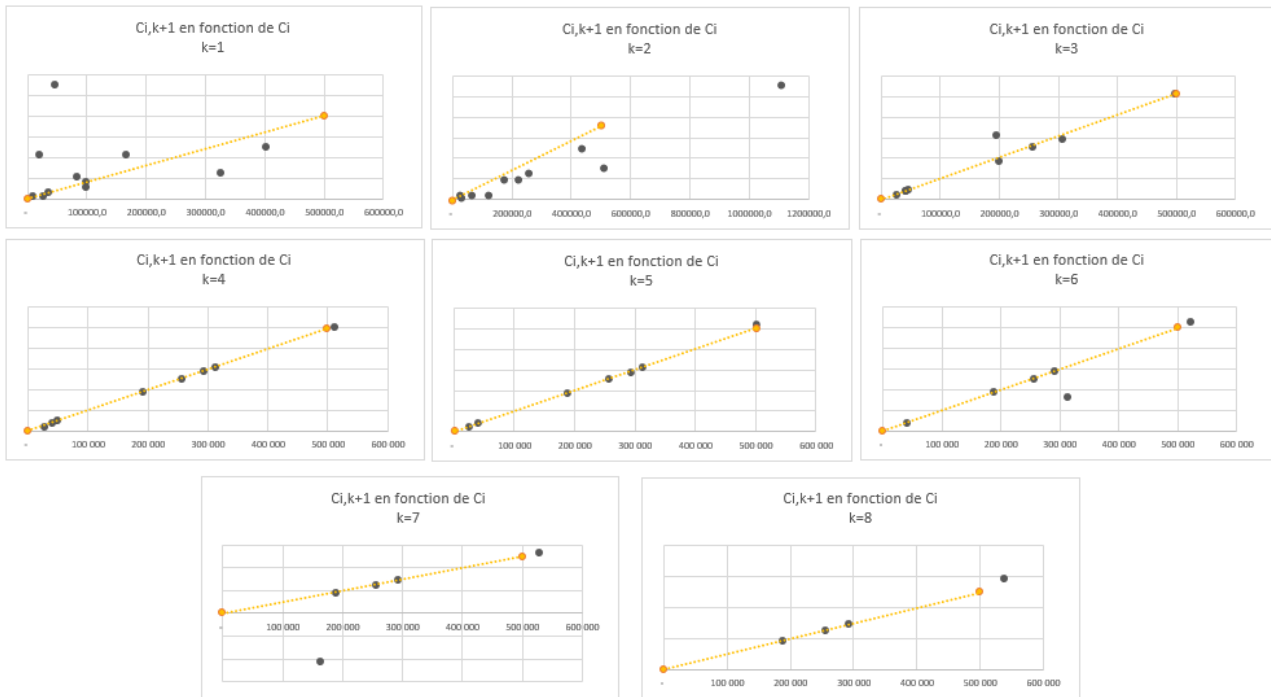 Ci,k+1 en fonction de Ci
k=1
- 100000,0 200000,0 300000,0 400000,0 500000,0 600000,0
Ci,k+1 en fonction de Ci
k=2
- 200000,0 400000,0 600000,0 800000,0 1000000,0 1200000,0
Ci,k+1 en fonction de Ci
k=3
- 100000,0 200000,0 300000,0 400000,0 500000,0 600000,0
Ci,k+1 en fonction de Ci
k=4
- 100 000 200 000 300 000 400 000 500 000 600 000
Ci,k+1 en fonction de Ci
k=5
- 100 000 200 000 300 000 400 000 500 000 600 000
Ci,k+1 en fonction de Ci
k=6
- 100 000 200 000 300 000 400 000 500 000 600 000
Ci,k+1 en fonction de Ci
k=7
- 100 000 200 000 300 000 400 000 500 000 600 000
Ci,k+1 en fonction de Ci
k=8
- 100 000 200 000 300 000 400 000 500 000 600 000